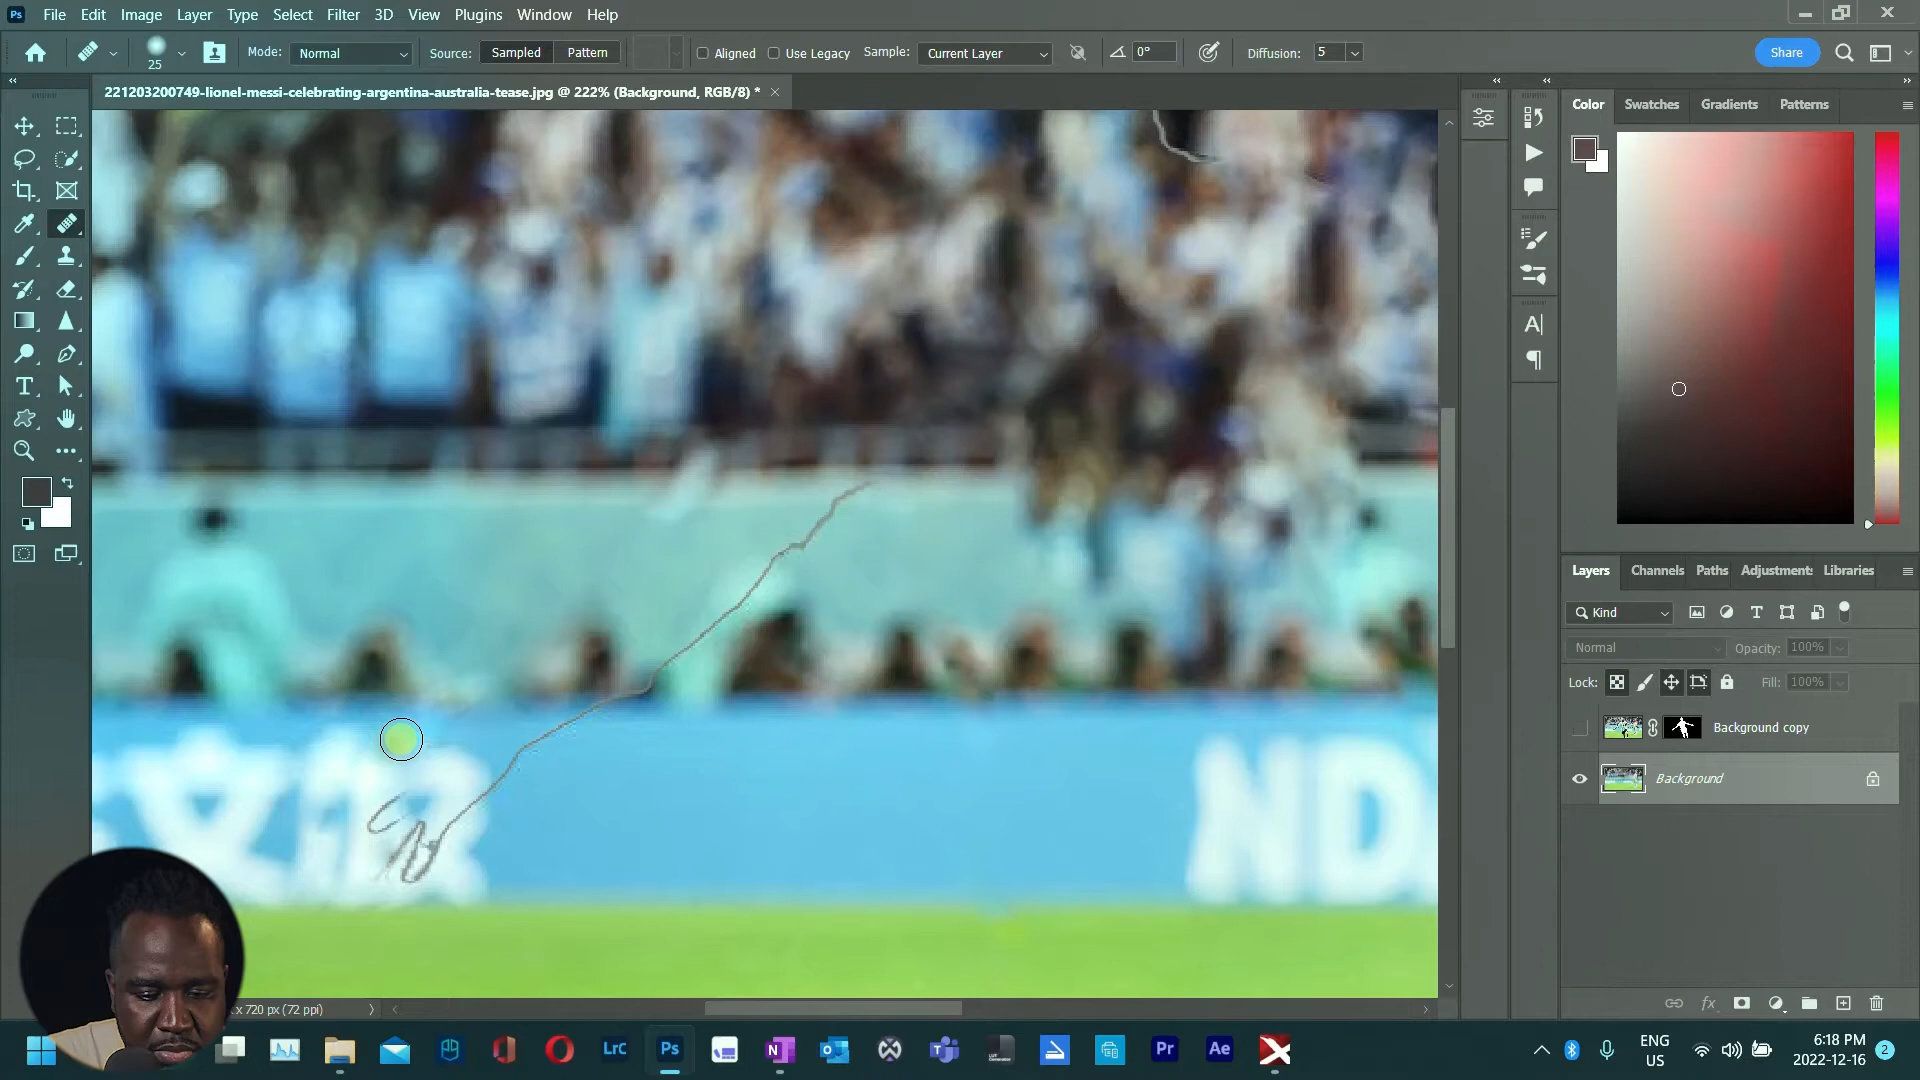 Ps File Edit Image Layer Type Select Filter 3D View Plugins Window Help
25 Mode: Normal Source: Sampled Pattern Aligned Use Legacy Sample: Current Layer 0° Diffusion: 5 Share
221203200749-lionel-messi-celebrating-argentina-australia-tease.jpg @ 222% (Background, RGB/8) *
Color Swatches Gradients Patterns
Layers Channels Paths Adjustments Libraries
Kind
Normal Opacity: 100%
Lock: Fill: 100%
Background copy
Background
ND
x 720 px (72 ppi)
LrC Ps Pr Ae
ENG
US
6:18 PM
2022-12-16
2